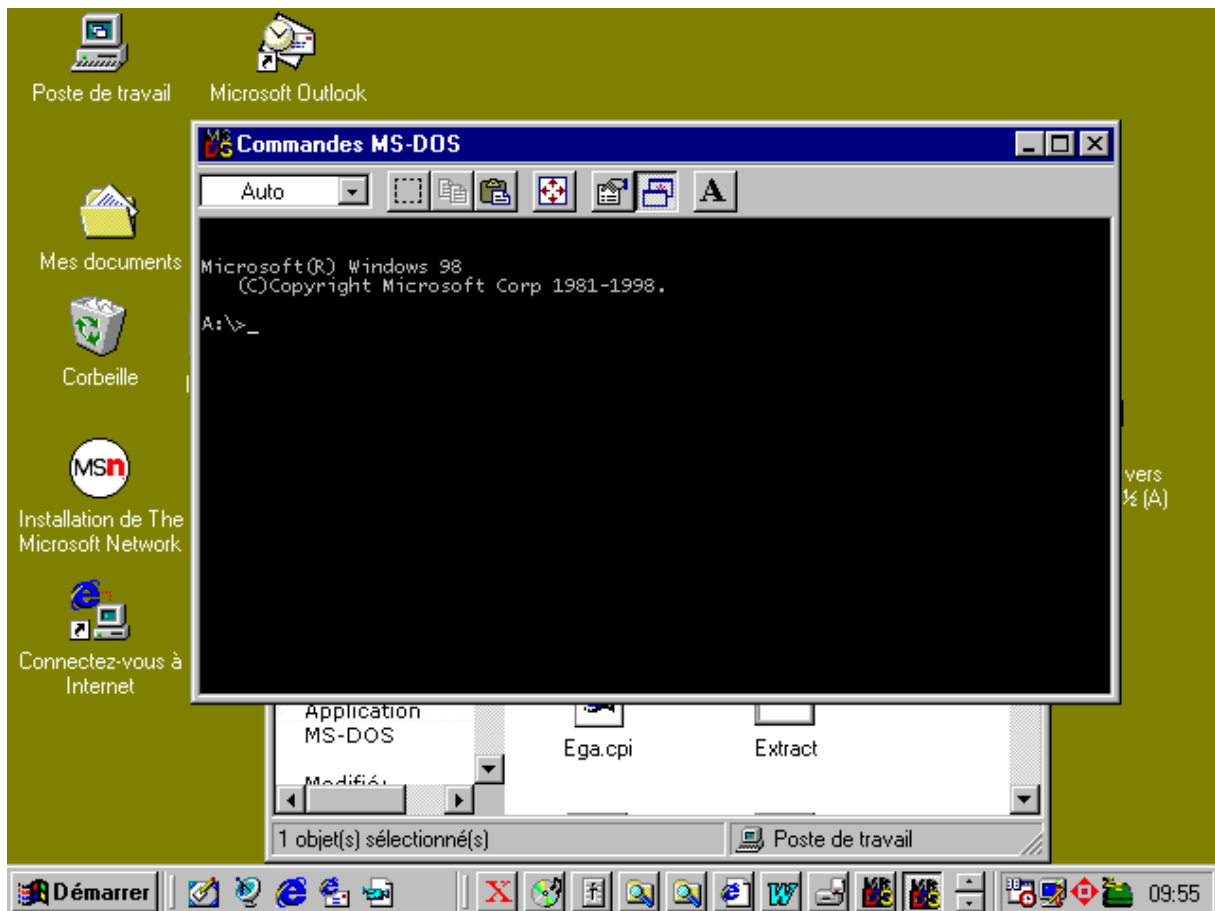 Poste de travail
Microsoft Outlook
Commandes MS-DOS
Auto
A
Mes documents
Microsoft(R) Windows 98
(C)Copyright Microsoft Corp 1981-1998.
A:\>_
Corbeille
MSn
vers
½ (A)
Installation de The
Microsoft Network
Connectez-vous à
Internet
Application
MS-DOS
Ega.cpi
Extract
Modifié :
1 objet(s) sélectionné(s)
Poste de travail
Démarrer
09:55